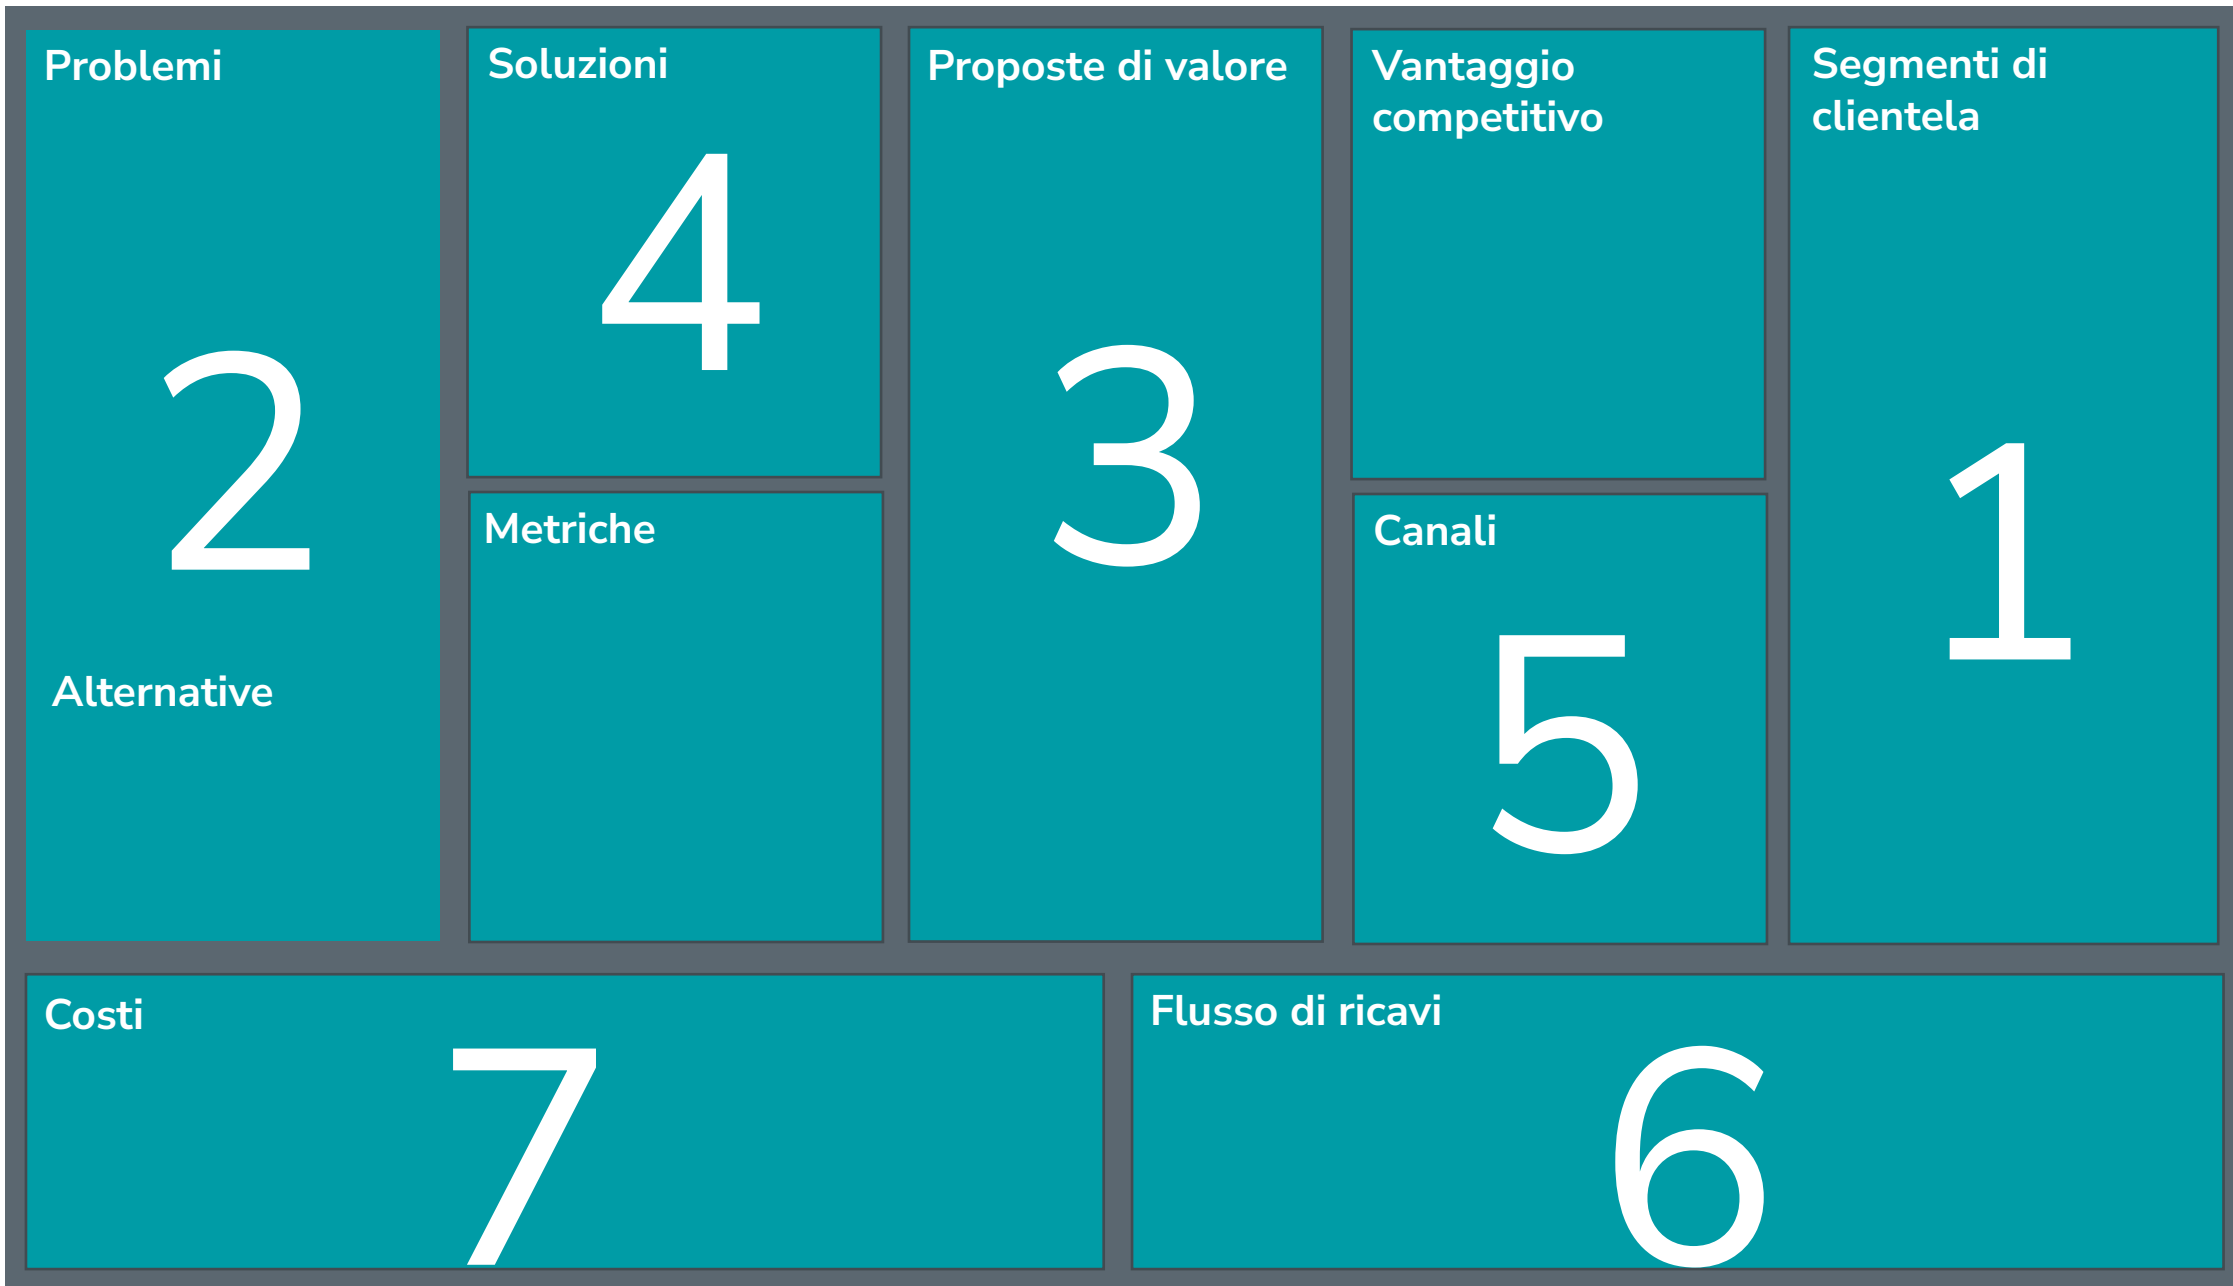 Problemi
2
Alternative
Soluzioni
4
Metriche
Proposte di valore
3
Vantaggio
competitivo
Canali
5
Segmenti di
clientela
1
Costi
7
Flusso di ricavi
6